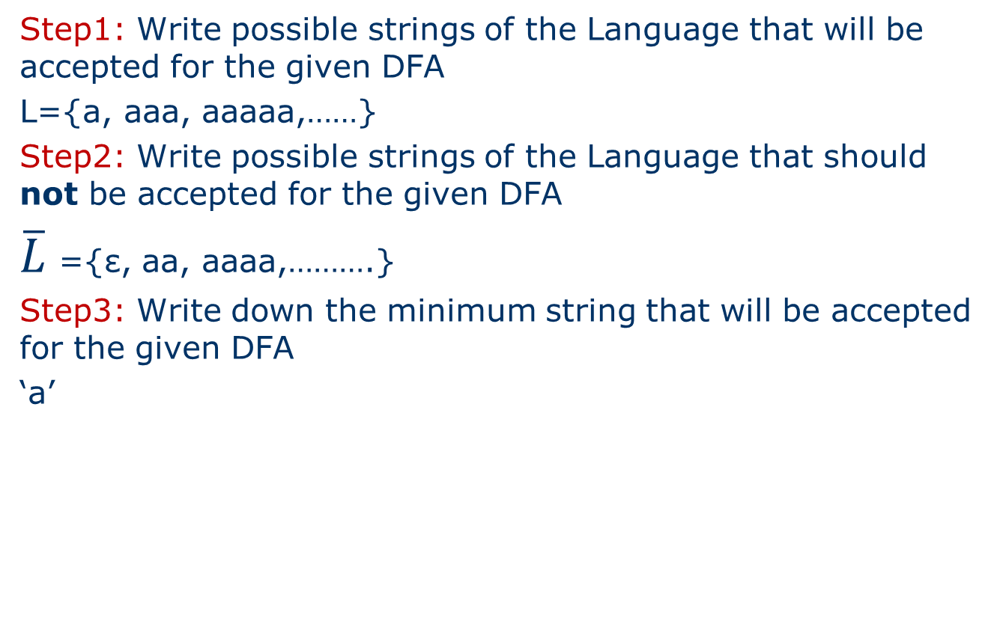 Step1: Write possible strings of the Language that will be
accepted for the given DFA
L={a, aaa, aaaaa,......}
Step2: Write possible strings of the Language that should
not be accepted for the given DFA
L̅ ={ε, aa, aaaa,..........}
Step3: Write down the minimum string that will be accepted
for the given DFA
‘a’